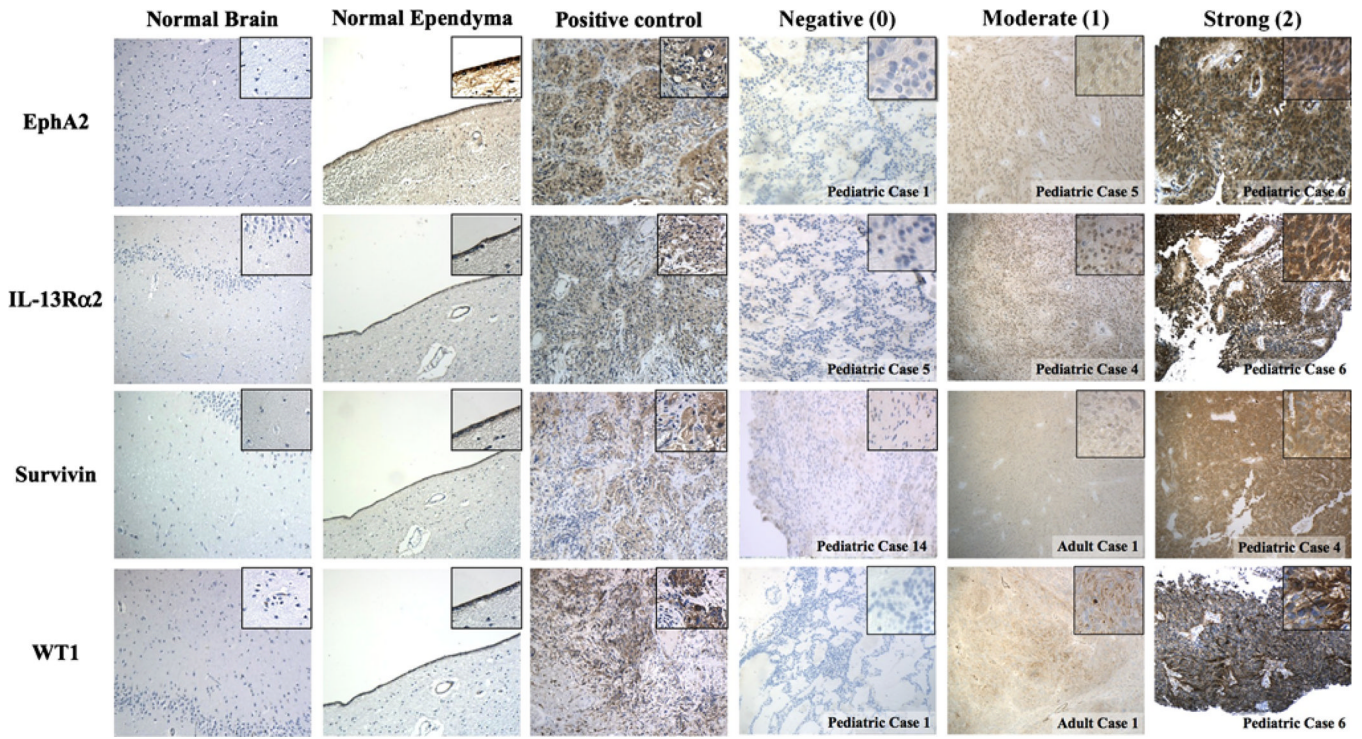 Normal Brain Normal Ependyma Positive control Negative (0) Moderate (1) Strong (2)
EphA2
Pediatric Case 1 Pediatric Case 5 Pediatric Case 6
IL-13Rα2
Pediatric Case 5 Pediatric Case 4 Pediatric Case 6
Survivin
Pediatric Case 14 Adult Case 1 Pediatric Case 4
WT1
Pediatric Case 1 Adult Case 1 Pediatric Case 6